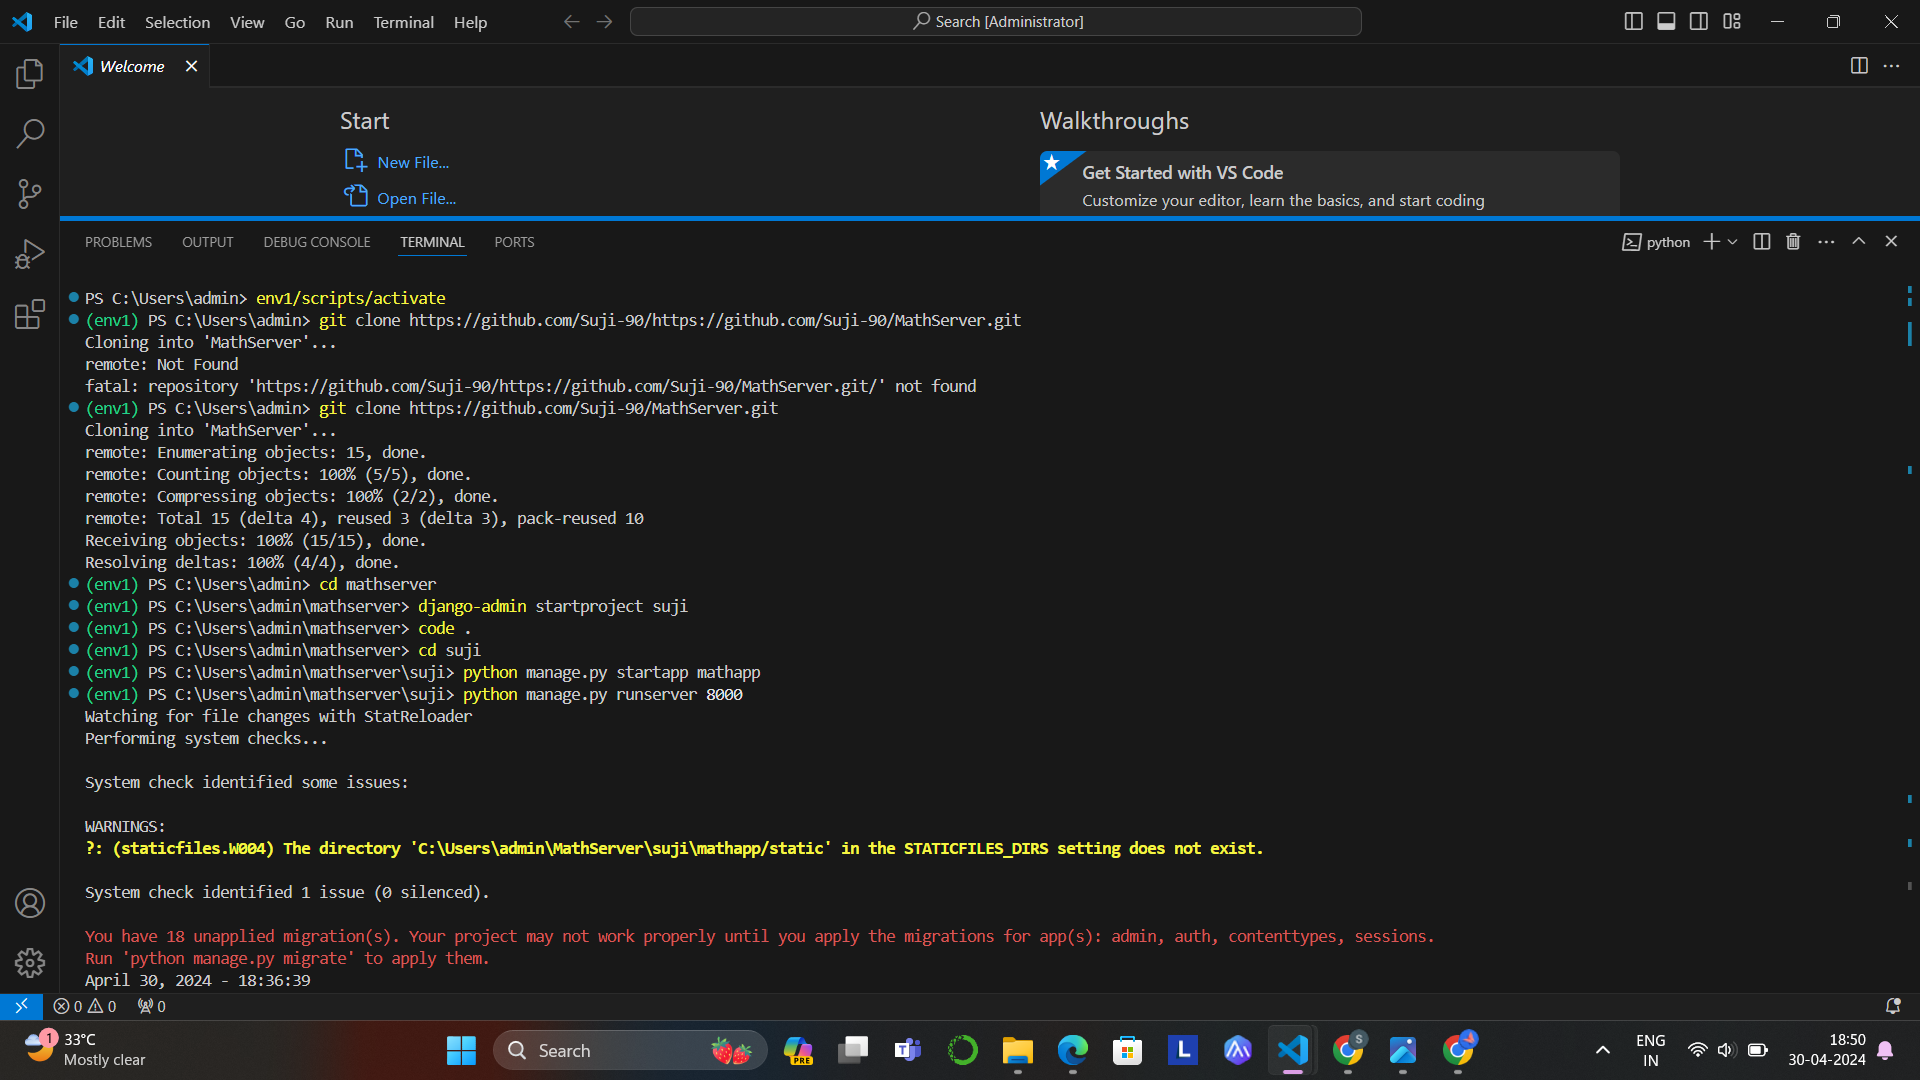 File Edit Selection View Go Run Terminal Help
Search [Administrator]
Welcome
Start
New File...
Open File...
Walkthroughs
Get Started with VS Code
Customize your editor, learn the basics, and start coding
PROBLEMS OUTPUT DEBUG CONSOLE TERMINAL PORTS
python
PS C:\Users\admin> env1/scripts/activate
(env1) PS C:\Users\admin> git clone https://github.com/Suji-90/https://github.com/Suji-90/MathServer.git
Cloning into 'MathServer'...
remote: Not Found
fatal: repository 'https://github.com/Suji-90/https://github.com/Suji-90/MathServer.git/' not found
(env1) PS C:\Users\admin> git clone https://github.com/Suji-90/MathServer.git
Cloning into 'MathServer'...
remote: Enumerating objects: 15, done.
remote: Counting objects: 100% (5/5), done.
remote: Compressing objects: 100% (2/2), done.
remote: Total 15 (delta 4), reused 3 (delta 3), pack-reused 10
Receiving objects: 100% (15/15), done.
Resolving deltas: 100% (4/4), done.
(env1) PS C:\Users\admin> cd mathserver
(env1) PS C:\Users\admin\mathserver> django-admin startproject suji
(env1) PS C:\Users\admin\mathserver> code .
(env1) PS C:\Users\admin\mathserver> cd suji
(env1) PS C:\Users\admin\mathserver\suji> python manage.py startapp mathapp
(env1) PS C:\Users\admin\mathserver\suji> python manage.py runserver 8000
Watching for file changes with StatReloader
Performing system checks...
System check identified some issues:
WARNINGS:
?: (staticfiles.W004) The directory 'C:\Users\admin\MathServer\suji\mathapp/static' in the STATICFILES_DIRS setting does not exist.
System check identified 1 issue (0 silenced).
You have 18 unapplied migration(s). Your project may not work properly until you apply the migrations for app(s): admin, auth, contenttypes, sessions.
Run 'python manage.py migrate' to apply them.
April 30, 2024 - 18:36:39
0 0 0
1
33°C
Mostly clear
Search
PRE
T
L
S
ENG
IN
18:50
30-04-2024